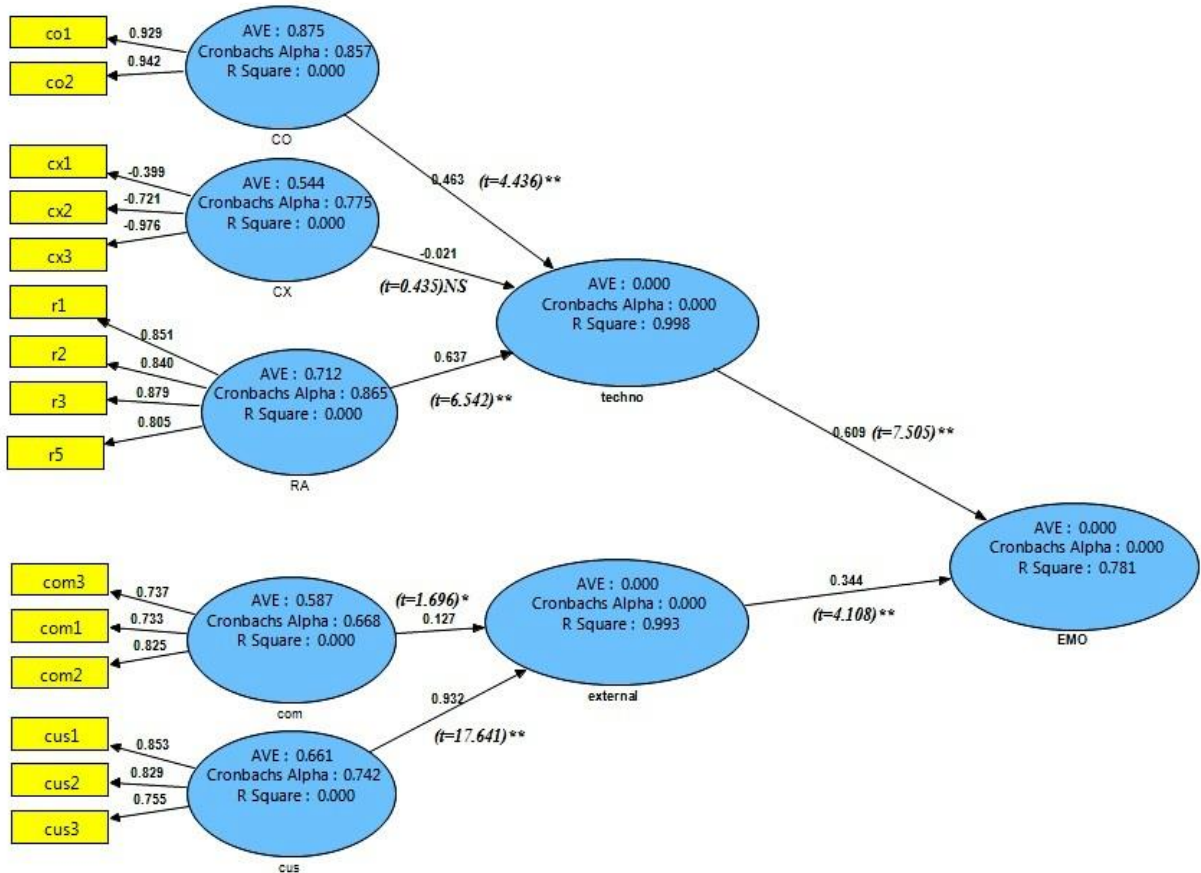 co1
0.929
co2
0.942
AVE : 0.875
Cronbachs Alpha : 0.857
R Square : 0.000
CO
cx1
-0.399
cx2
-0.721
cx3
-0.976
AVE : 0.544
Cronbachs Alpha : 0.775
R Square : 0.000
CX
0.463 (t=4.436)**
-0.021
(t=0.435)NS
r1
0.851
r2
0.840
r3
0.879
r5
0.805
AVE : 0.712
Cronbachs Alpha : 0.865
R Square : 0.000
RA
0.637
(t=6.542)**
AVE : 0.000
Cronbachs Alpha : 0.000
R Square : 0.998
techno
0.609 (t=7.505)**
com3
0.737
com1
0.733
com2
0.825
AVE : 0.587
Cronbachs Alpha : 0.668
R Square : 0.000
com
(t=1.696)*
0.127
cus1
0.853
cus2
0.829
cus3
0.755
AVE : 0.661
Cronbachs Alpha : 0.742
R Square : 0.000
cus
0.932
(t=17.641)**
AVE : 0.000
Cronbachs Alpha : 0.000
R Square : 0.993
external
0.344
(t=4.108)**
AVE : 0.000
Cronbachs Alpha : 0.000
R Square : 0.781
EMO